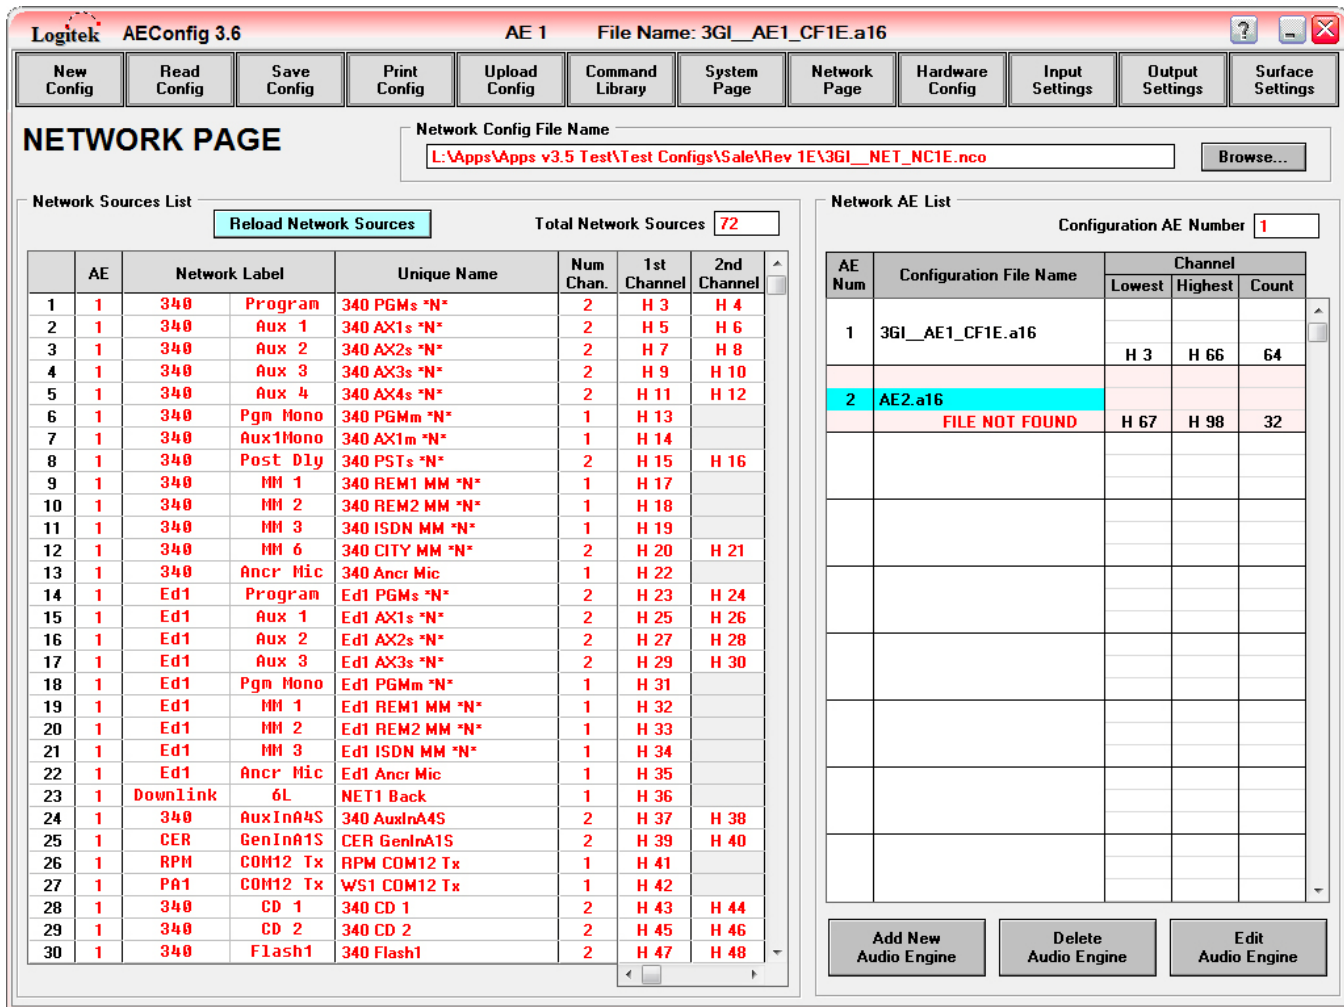 Logitek AEConfig 3.6 AE 1 File Name: 3GI__AE1_CF1E.a16 ?
New Config Read Config Save Config Print Config Upload Config Command Library System Page Network Page Hardware Config Input Settings Output Settings Surface Settings
NETWORK PAGE
Network Config File Name
L:\Apps\Apps v3.5 Test\Test Configs\Sale\Rev 1E\3GI__NET_NC1E.nco Browse...
Network Sources List
Reload Network Sources Total Network Sources 72
AE Network Label Unique Name Num Chan. 1st Channel 2nd Channel
1 1 340 Program 340 PGMs *N* 2 H 3 H 4
2 1 340 Aux 1 340 AX1s *N* 2 H 5 H 6
3 1 340 Aux 2 340 AX2s *N* 2 H 7 H 8
4 1 340 Aux 3 340 AX3s *N* 2 H 9 H 10
5 1 340 Aux 4 340 AX4s *N* 2 H 11 H 12
6 1 340 Pgm Mono 340 PGMm *N* 1 H 13
7 1 340 Aux1Mono 340 AX1m *N* 1 H 14
8 1 340 Post Dly 340 PSTs *N* 2 H 15 H 16
9 1 340 MM 1 340 REM1 MM *N* 1 H 17
10 1 340 MM 2 340 REM2 MM *N* 1 H 18
11 1 340 MM 3 340 ISDN MM *N* 1 H 19
12 1 340 MM 6 340 CITY MM *N* 2 H 20 H 21
13 1 340 Ancr Mic 340 Ancr Mic 1 H 22
14 1 Ed1 Program Ed1 PGMs *N* 2 H 23 H 24
15 1 Ed1 Aux 1 Ed1 AX1s *N* 2 H 25 H 26
16 1 Ed1 Aux 2 Ed1 AX2s *N* 2 H 27 H 28
17 1 Ed1 Aux 3 Ed1 AX3s *N* 2 H 29 H 30
18 1 Ed1 Pgm Mono Ed1 PGMm *N* 1 H 31
19 1 Ed1 MM 1 Ed1 REM1 MM *N* 1 H 32
20 1 Ed1 MM 2 Ed1 REM2 MM *N* 1 H 33
21 1 Ed1 MM 3 Ed1 ISDN MM *N* 1 H 34
22 1 Ed1 Ancr Mic Ed1 Ancr Mic 1 H 35
23 1 Downlink 6L NET1 Back 1 H 36
24 1 340 AuxInA4S 340 AuxInA4S 2 H 37 H 38
25 1 CER GenInA1S CER GenInA1S 2 H 39 H 40
26 1 RPM COM12 Tx RPM COM12 Tx 1 H 41
27 1 PA1 COM12 Tx WS1 COM12 Tx 1 H 42
28 1 340 CD 1 340 CD 1 2 H 43 H 44
29 1 340 CD 2 340 CD 2 2 H 45 H 46
30 1 340 Flash1 340 Flash1 2 H 47 H 48
Network AE List
Configuration AE Number 1
AE Num Configuration File Name Channel
Lowest Highest Count
1 3GI__AE1_CF1E.a16
H 3 H 66 64
2 AE2.a16
FILE NOT FOUND H 67 H 98 32
Add New Audio Engine Delete Audio Engine Edit Audio Engine